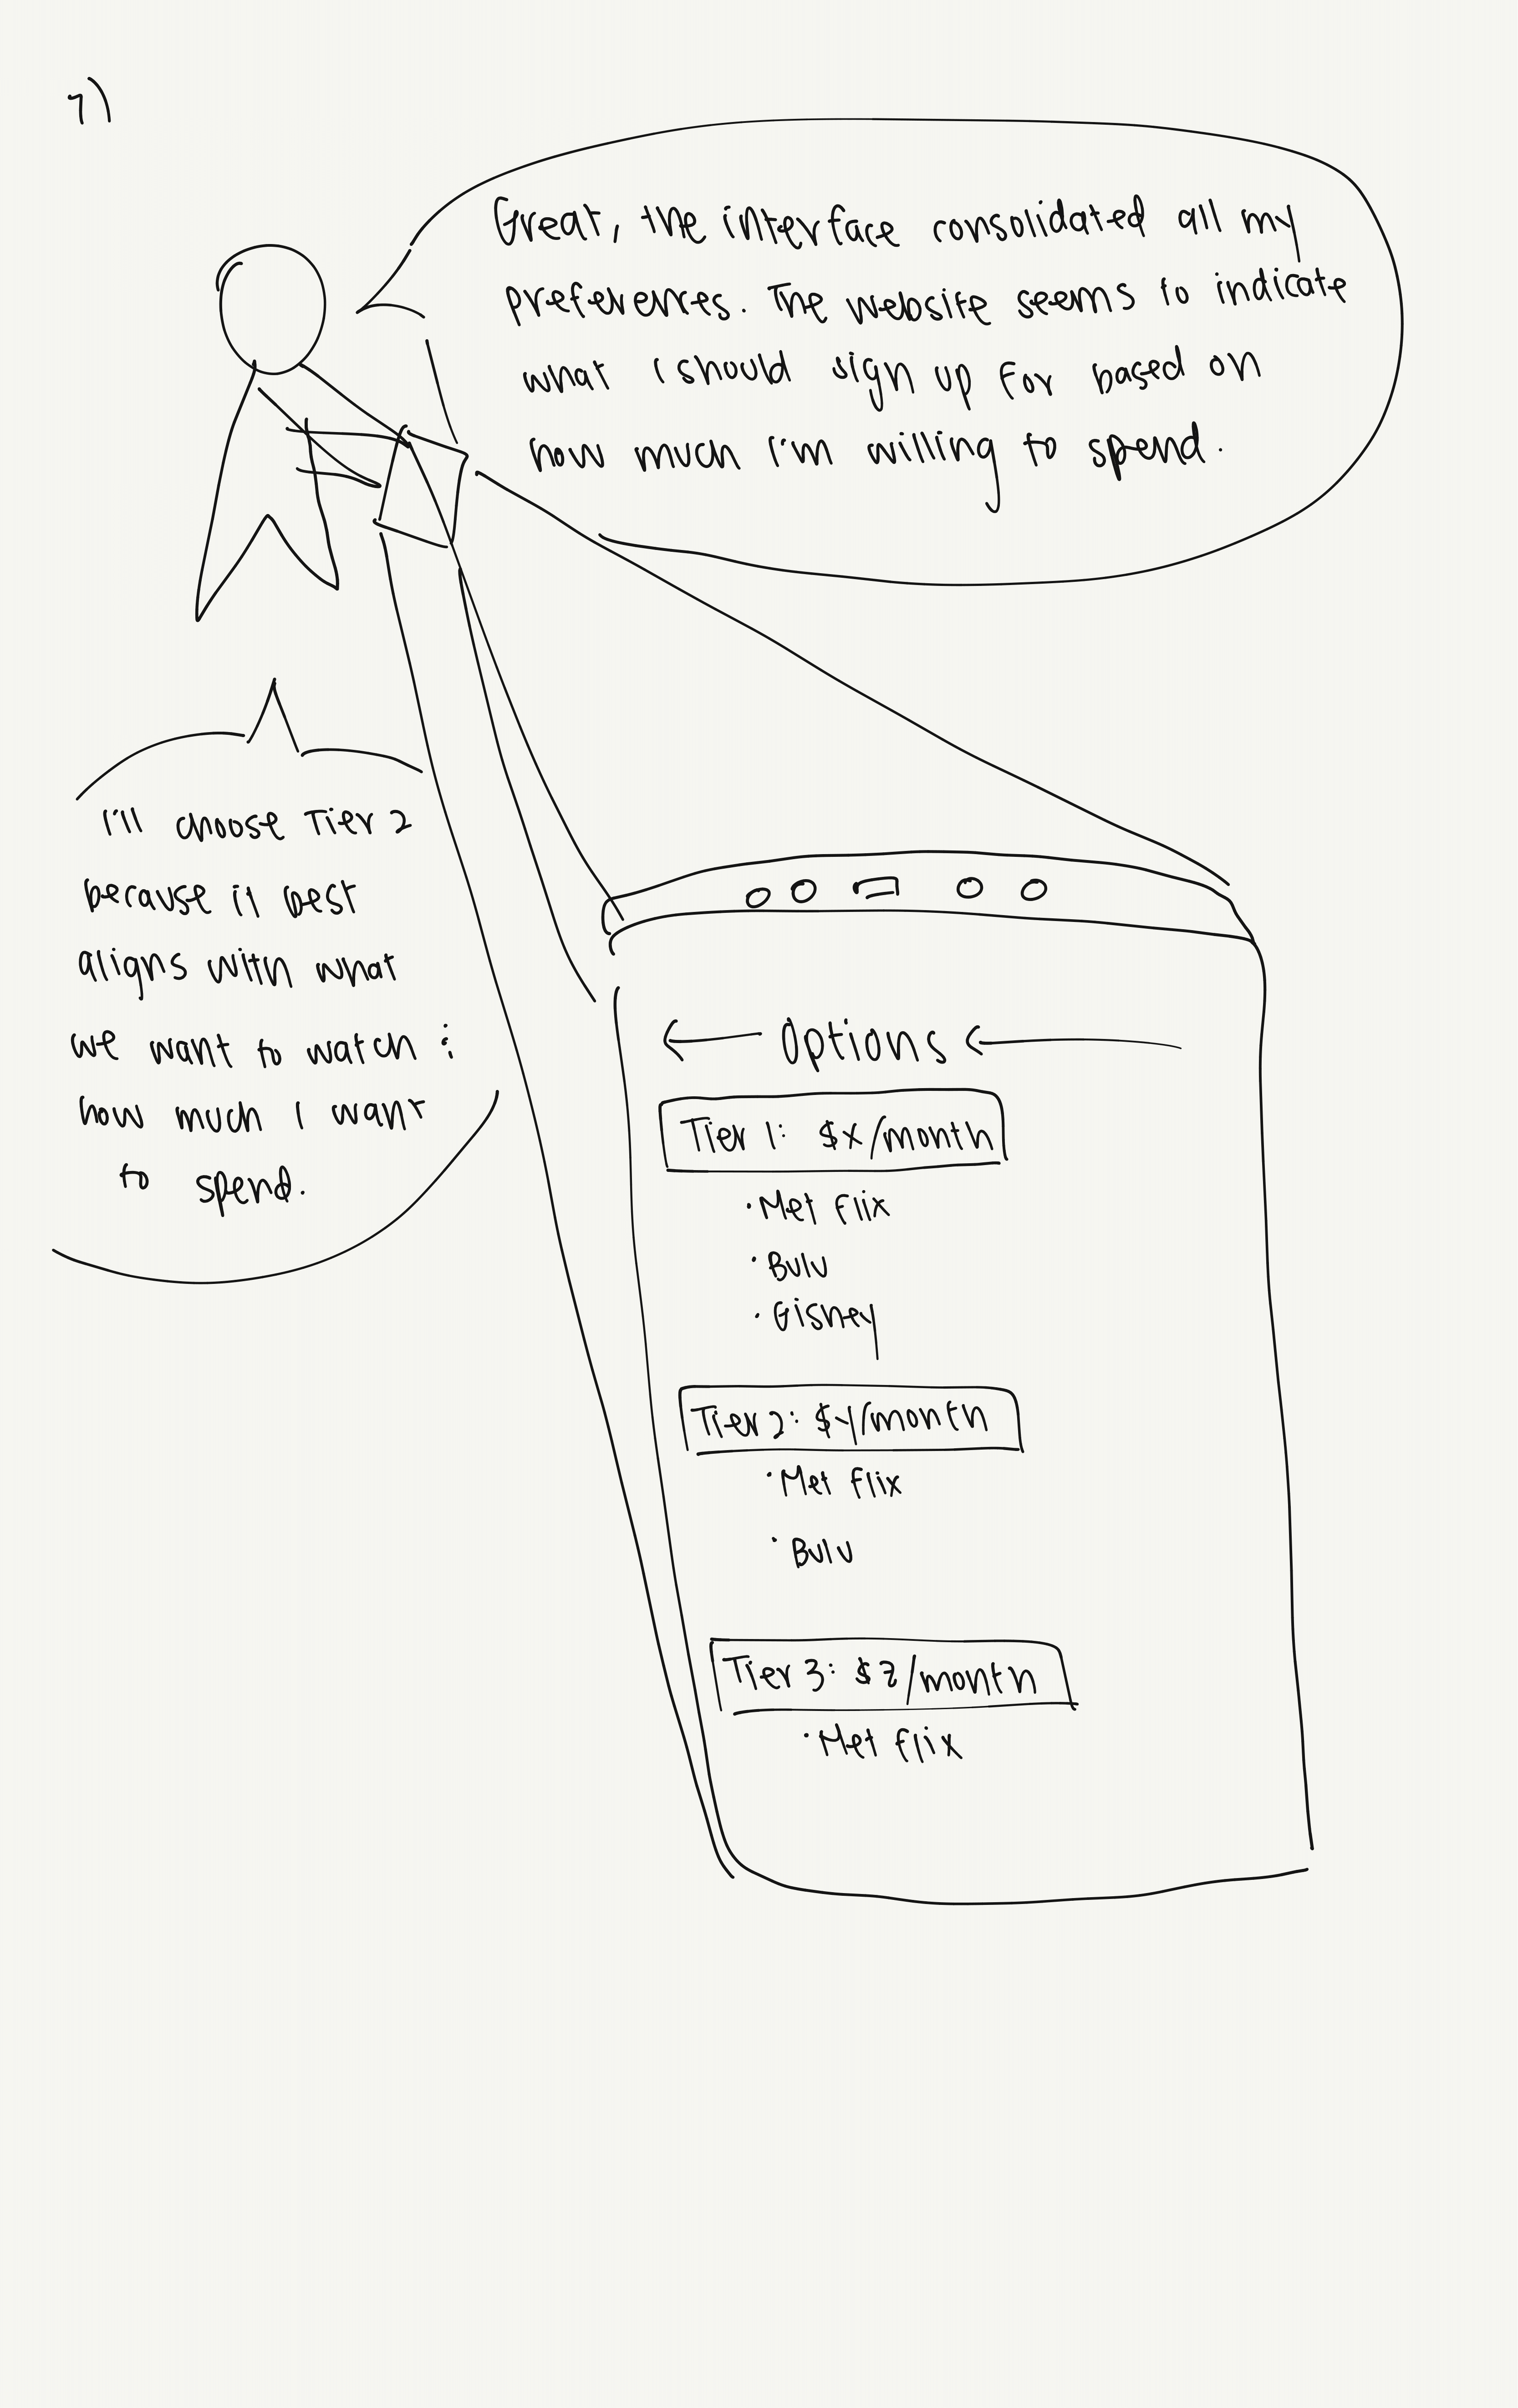 7)
Great, the interface consolidated all my
preferences. The website seems to indicate
what I should sign up for based on
how much I'm willing to spend.
I'll choose Tier 2
because it best
aligns with what
we want to watch &
how much I want
to spend.
Options
Tier 1: $x/month
• Met flix
• Bulu
• Gisney
Tier 2: $y/month
• Met flix
• Bulu
Tier 3: $z/month
• Met flix